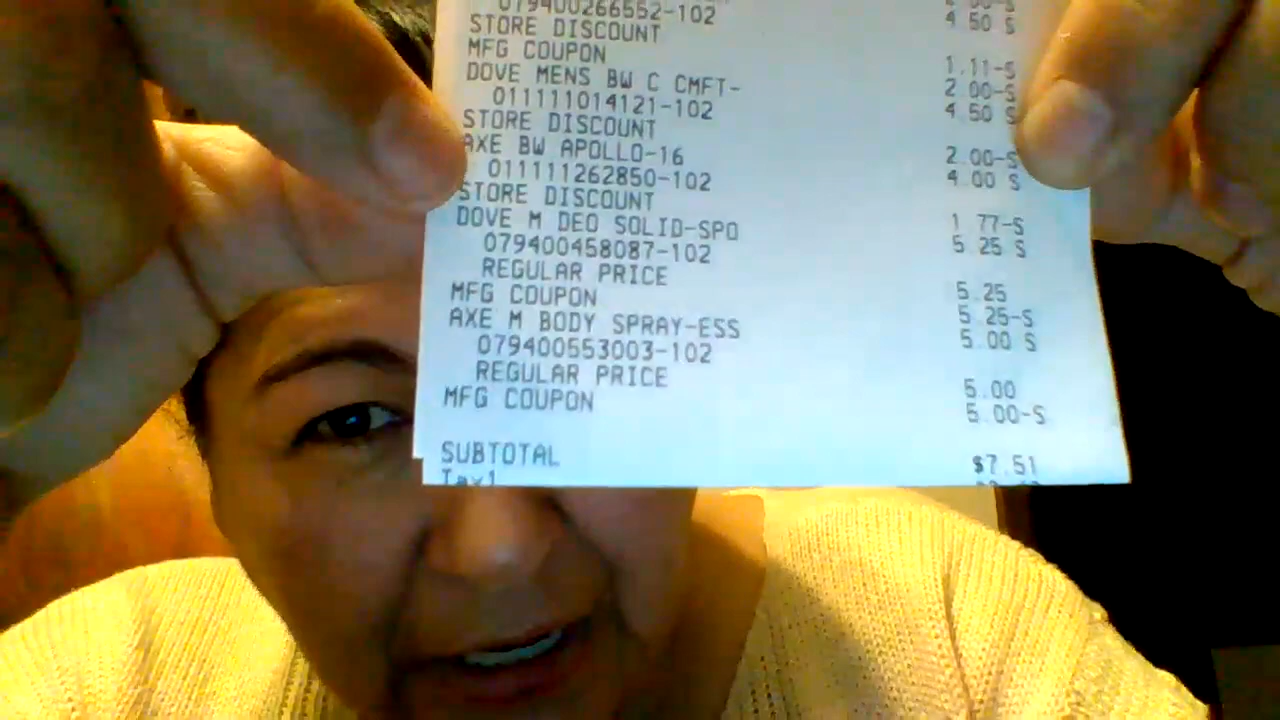 079400266552-102 4.50 S
STORE DISCOUNT
MFG COUPON 1.11-S
DOVE MENS BW C CMFT- 2.00-S
011111014121-102 4.50 S
STORE DISCOUNT
AXE BW APOLLO-16 2.00-S
011111262850-102 4.00 S
STORE DISCOUNT
DOVE M DEO SOLID-SPO 1.77-S
079400458087-102 5.25 S
REGULAR PRICE
MFG COUPON 5.25
AXE M BODY SPRAY-ESS 5.25-S
079400553003-102 5.00 S
REGULAR PRICE
MFG COUPON 5.00
5.00-S
SUBTOTAL $7.51
Tax1